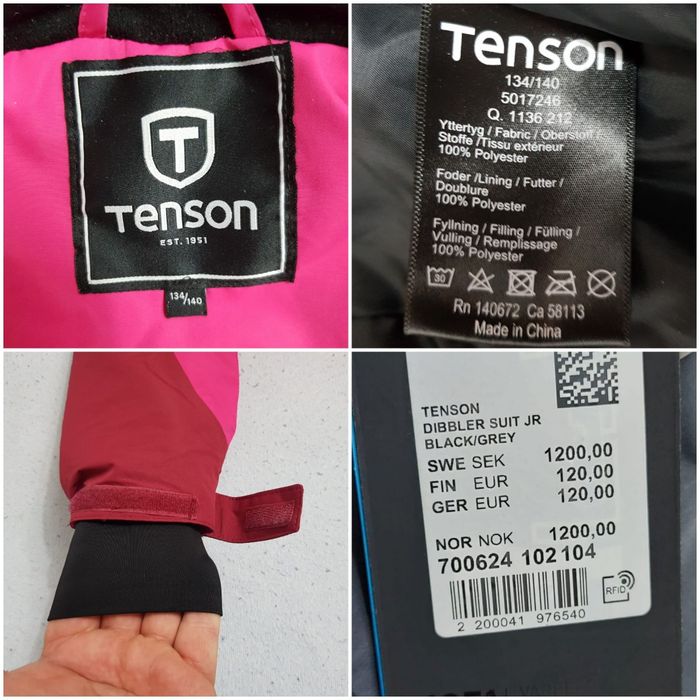 T
Tenson
EST. 1951
134/140
Tenson
134/140
5017246
Q. 1136 212
Yttertyg / Fabric / Oberstoff /
Stoffe /Tissu extérieur
100% Polyester
Foder /Lining / Futter /
Doublure
100% Polyester
Fyllning / Filling / Fülling /
Vulling / Remplissage
100% Polyester
30
Rn 140672 Ca 58113
Made in China
TENSON
DIBBLER SUIT JR
BLACK/GREY
SWE SEK 1200,00
FIN EUR 120,00
GER EUR 120,00
NOR NOK 1200,00
700624 102 104
RFID
2 200041 976540